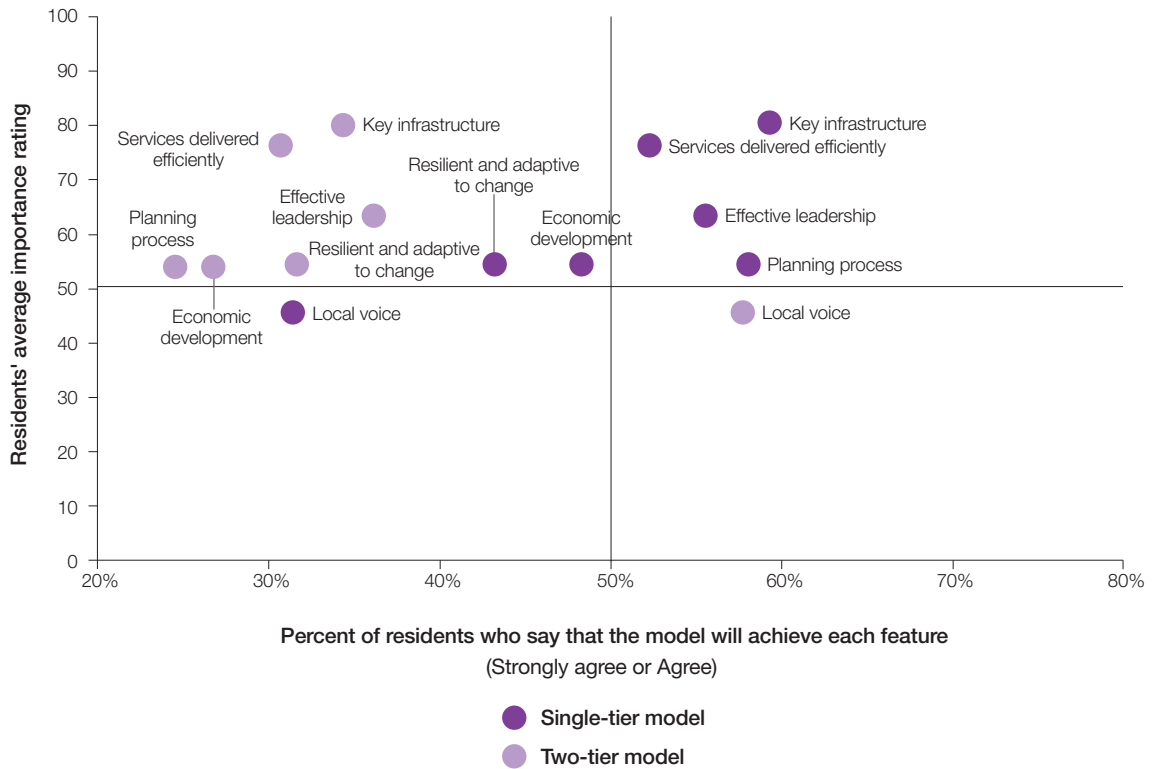 Residents' average importance rating
100
90
80
70
60
50
40
30
20
10
0
Key infrastructure
Services delivered
efficiently
Resilient and adaptive
to change
Effective
leadership
Planning
process
Resilient and adaptive
to change
Economic
development
Economic
development
Local voice
Key infrastructure
Services delivered efficiently
Effective leadership
Planning process
Local voice
20%
30%
40%
50%
60%
70%
80%
Percent of residents who say that the model will achieve each feature
(Strongly agree or Agree)
Single-tier model
Two-tier model